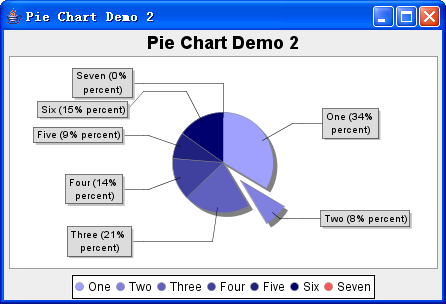 Pie Chart Demo 2
Pie Chart Demo 2
Seven (0%
percent)
Six (15% percent)
One (34%
percent)
Five (9% percent)
Four (14%
percent)
Two (8% percent)
Three (21%
percent)
One Two Three Four Five Six Seven